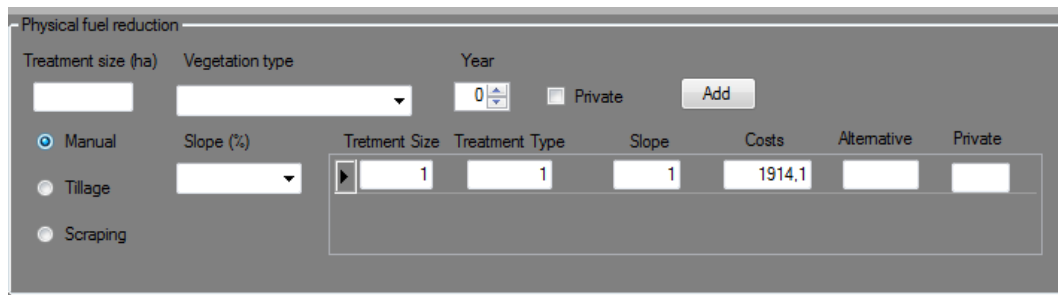 Physical fuel reduction
Treatment size (ha) Vegetation type Year
0 Private Add
Manual Slope (%) Tretment Size Treatment Type Slope Costs Alternative Private
1 1 1 1914,1
Tillage
Scraping